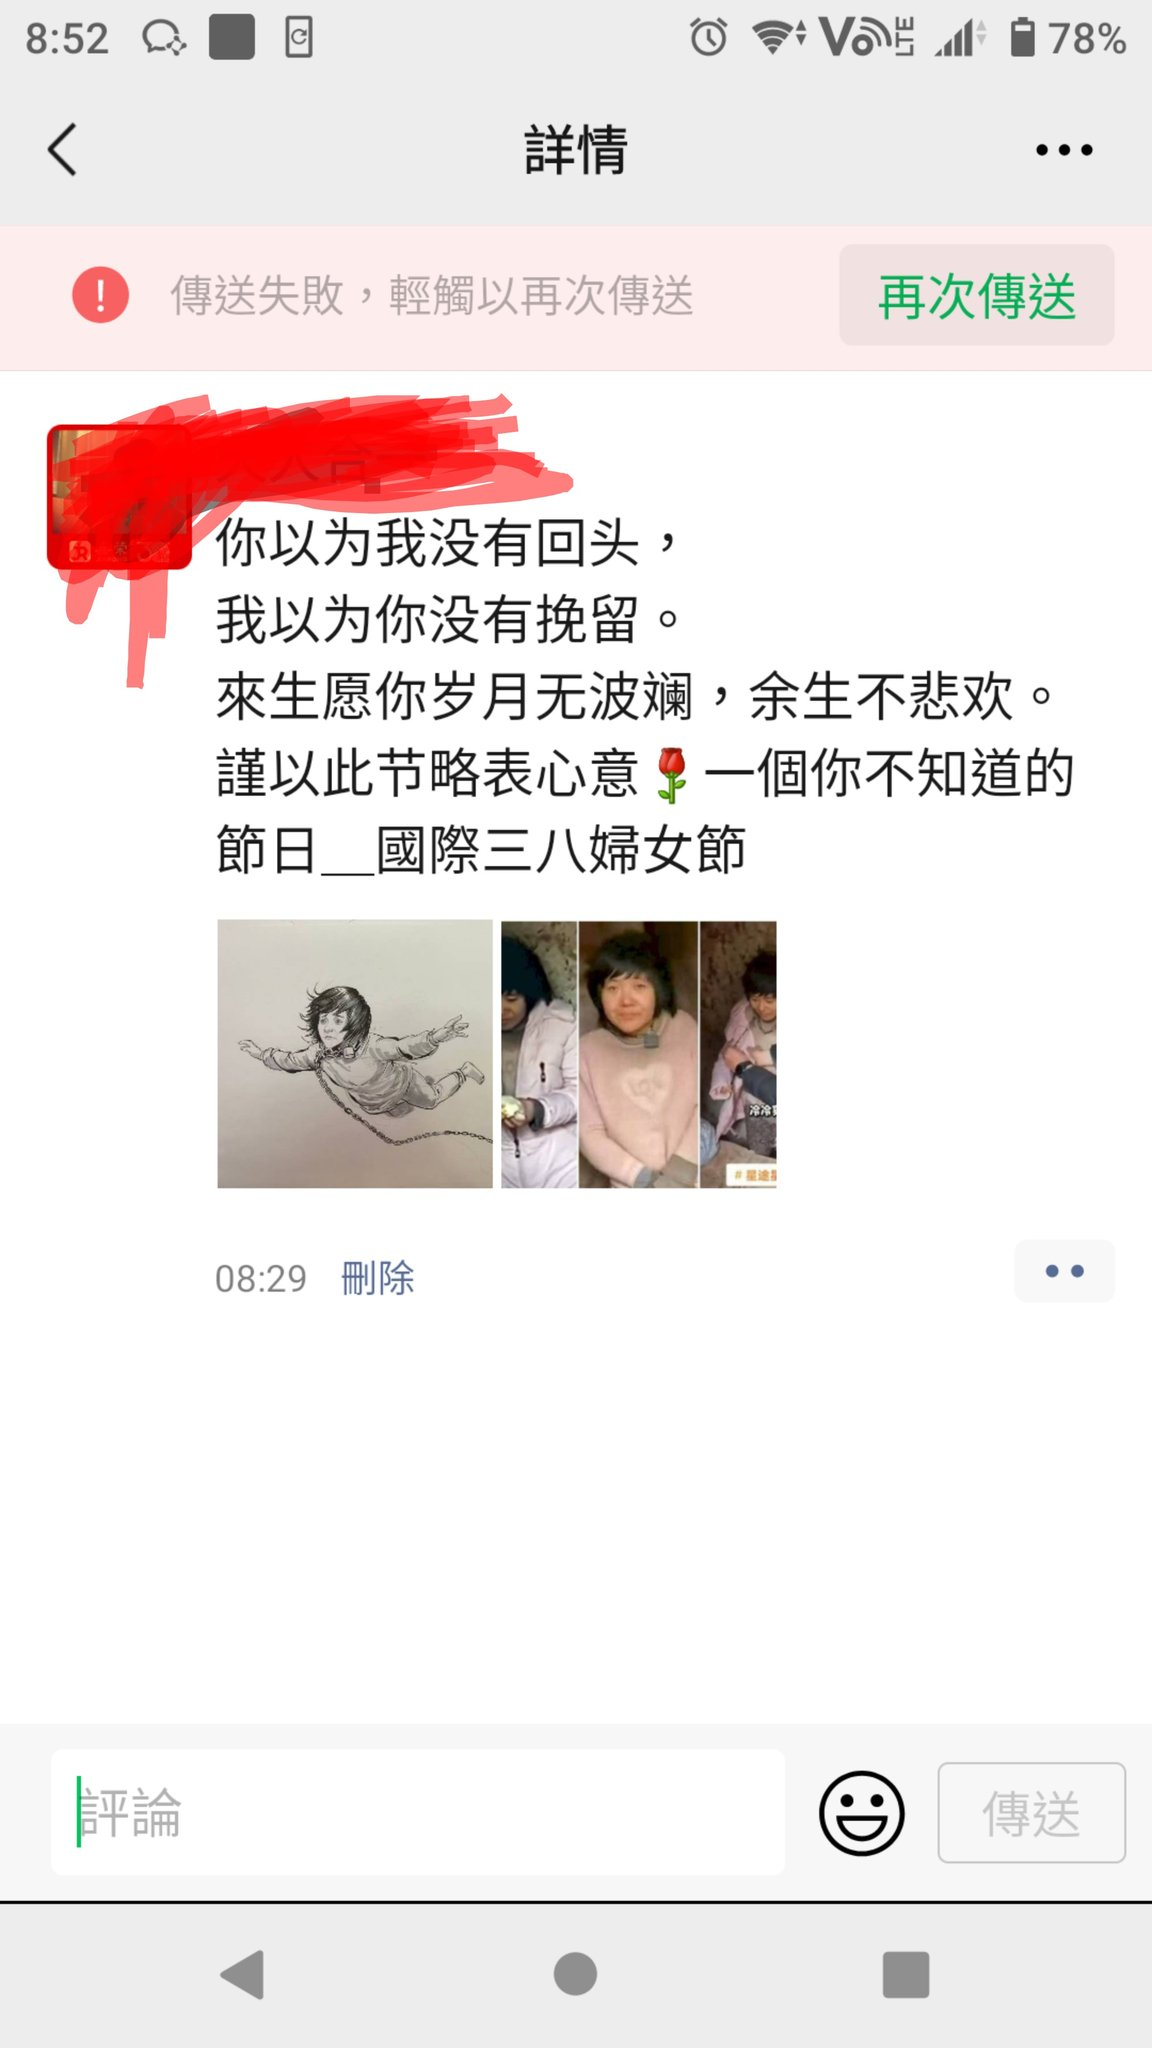 8:52
VoLTE
78%
詳情
傳送失敗，輕觸以再次傳送
再次傳送
你以为我没有回头，
我以为你没有挽留。
來生愿你岁月无波斓，余生不悲欢。
謹以此节略表心意🌹一個你不知道的
節日__國際三八婦女節
冷冷
#星途星
08:29 刪除
評論
傳送